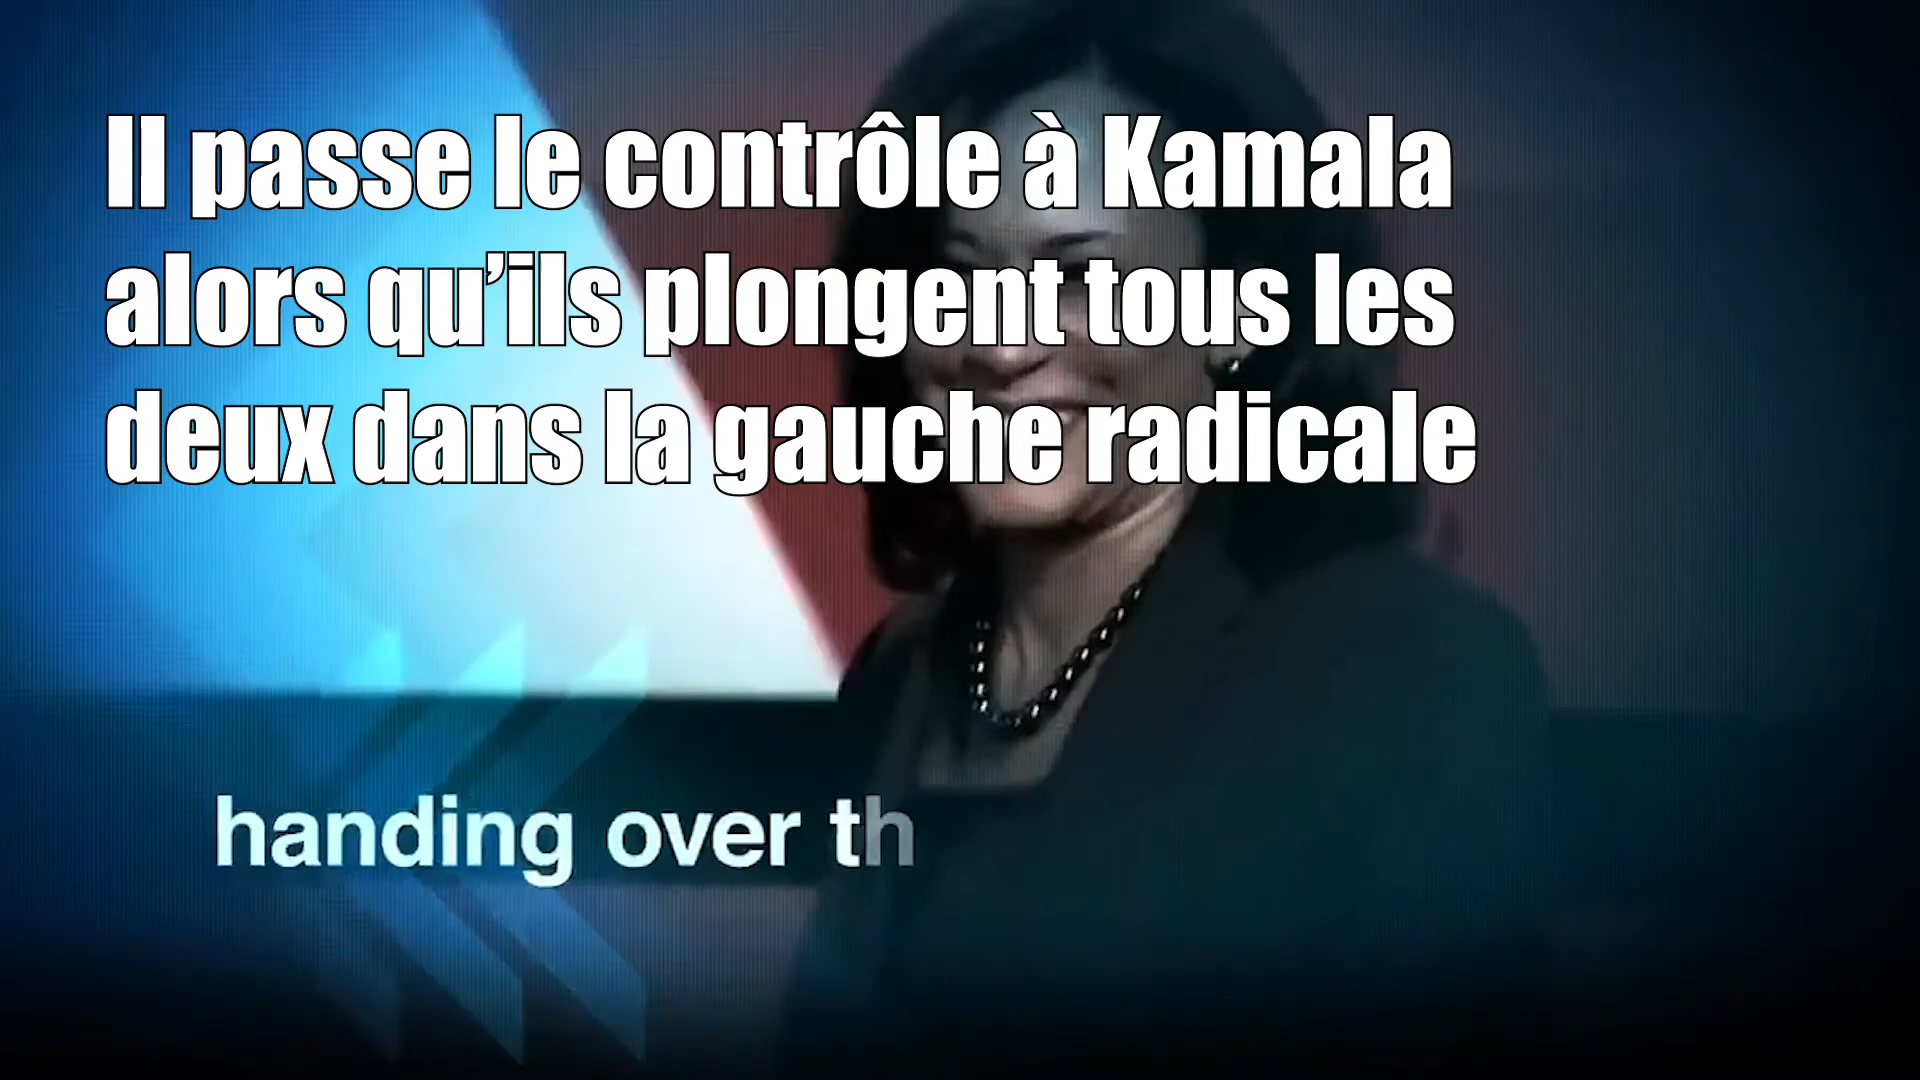 Il passe le contrôle à Kamala
alors qu’ils plongent tous les
deux dans la gauche radicale
handing over th